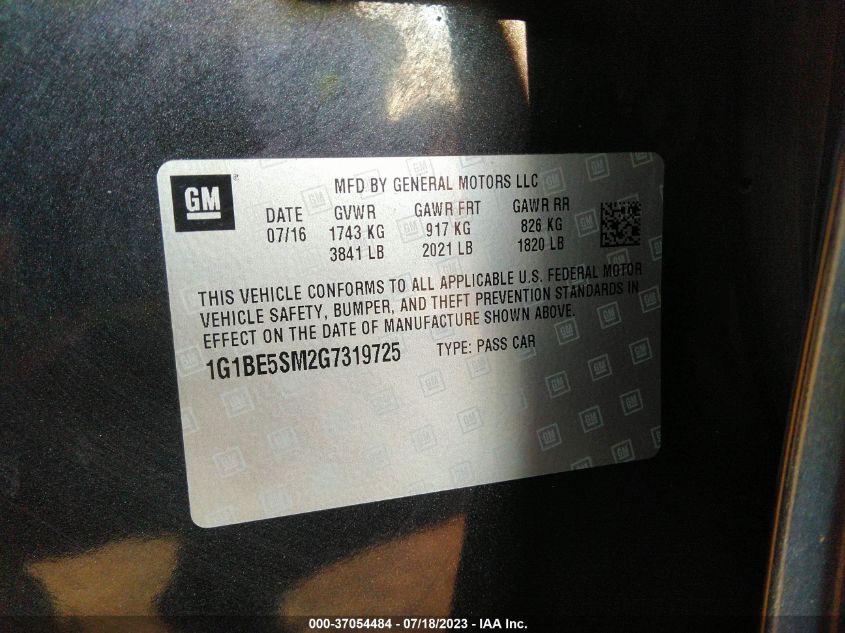 GM
MFD BY GENERAL MOTORS LLC
DATE GVWR GAWR FRT GAWR RR
07/16 1743 KG 917 KG 826 KG
3841 LB 2021 LB 1820 LB
THIS VEHICLE CONFORMS TO ALL APPLICABLE U.S. FEDERAL MOTOR
VEHICLE SAFETY, BUMPER, AND THEFT PREVENTION STANDARDS IN
EFFECT ON THE DATE OF MANUFACTURE SHOWN ABOVE.
1G1BE5SM2G7319725 TYPE: PASS CAR
000-37054484 - 07/18/2023 - IAA Inc.